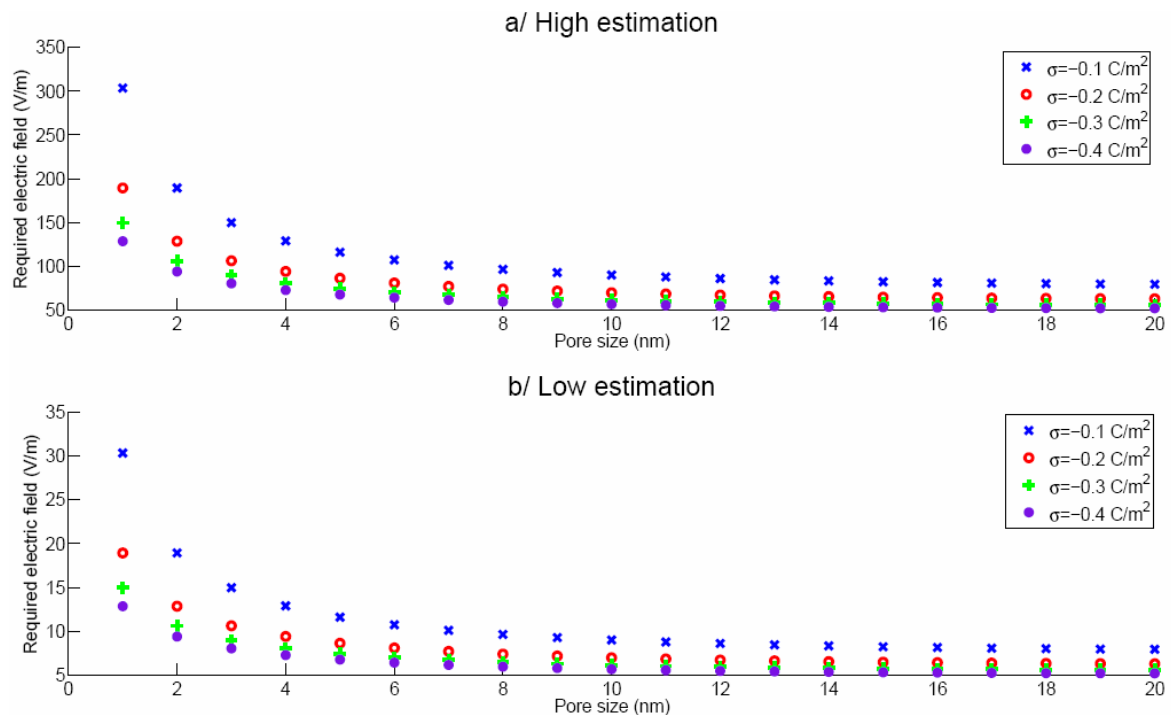 a/ High estimation
350
300
250
200
150
100
50
Required electric field (V/m)
σ=−0.1 C/m²
σ=−0.2 C/m²
σ=−0.3 C/m²
σ=−0.4 C/m²
0 2 4 6 8 10 12 14 16 18 20
Pore size (nm)
b/ Low estimation
35
30
25
20
15
10
5
Required electric field (V/m)
σ=−0.1 C/m²
σ=−0.2 C/m²
σ=−0.3 C/m²
σ=−0.4 C/m²
0 2 4 6 8 10 12 14 16 18 20
Pore size (nm)